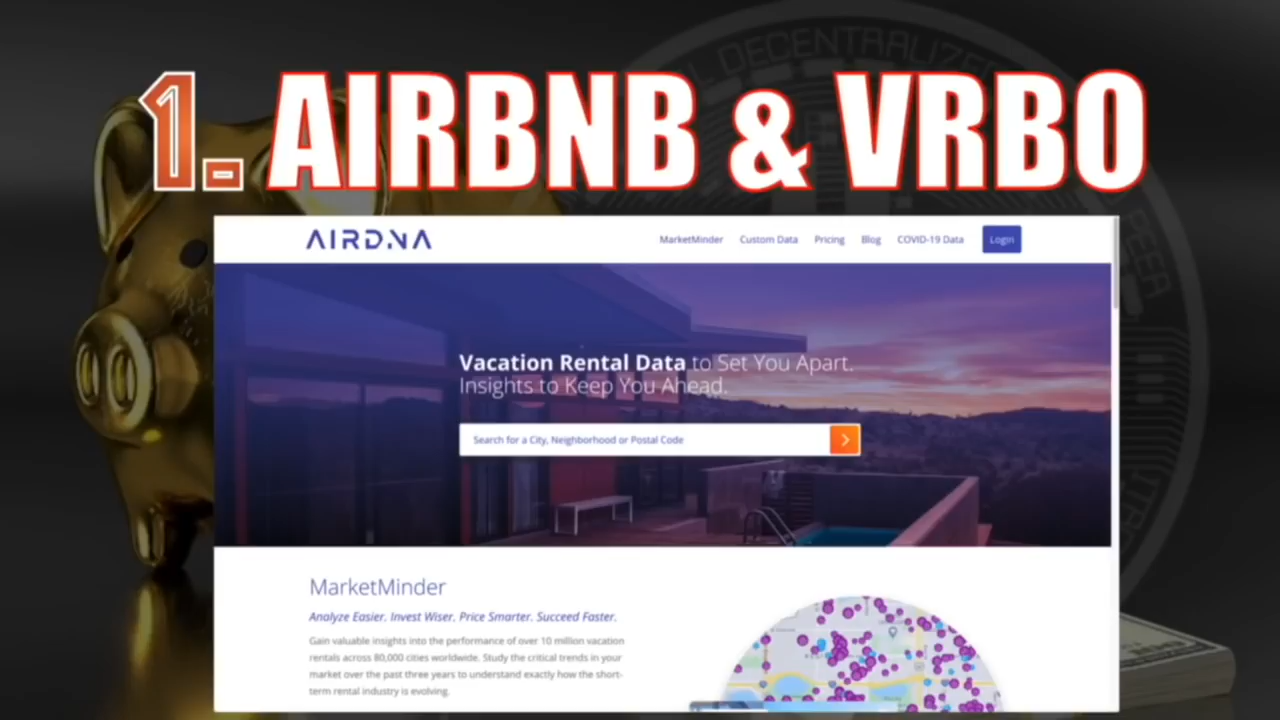 DECENTRALIZED
1. AIRBNB & VRBO
PEER
AIRDNA
MarketMinder Custom Data Pricing Blog COVID-19 Data Login
Vacation Rental Data to Set You Apart.
Insights to Keep You Ahead.
Search for a City, Neighborhood or Postal Code
MarketMinder
Analyze Easier. Invest Wiser. Price Smarter. Succeed Faster.
Gain valuable insights into the performance of over 10 million vacation
rentals across 80,000 cities worldwide. Study the critical trends in your
market over the past three years to understand exactly how the short-
term rental industry is evolving.